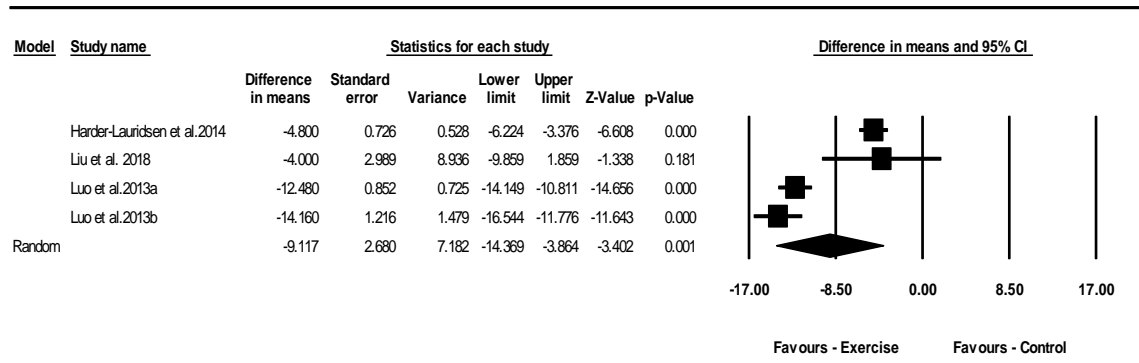 Model Study name Statistics for each study Difference in means and 95% CI
Difference Standard Lower Upper
in means error Variance limit limit Z-Value p-Value
Harder-Lauridsen et al.2014 -4.800 0.726 0.528 -6.224 -3.376 -6.608 0.000
Liu et al. 2018 -4.000 2.989 8.936 -9.859 1.859 -1.338 0.181
Luo et al.2013a -12.480 0.852 0.725 -14.149 -10.811 -14.656 0.000
Luo et al.2013b -14.160 1.216 1.479 -16.544 -11.776 -11.643 0.000
Random -9.117 2.680 7.182 -14.369 -3.864 -3.402 0.001
-17.00 -8.50 0.00 8.50 17.00
Favours - Exercise Favours - Control